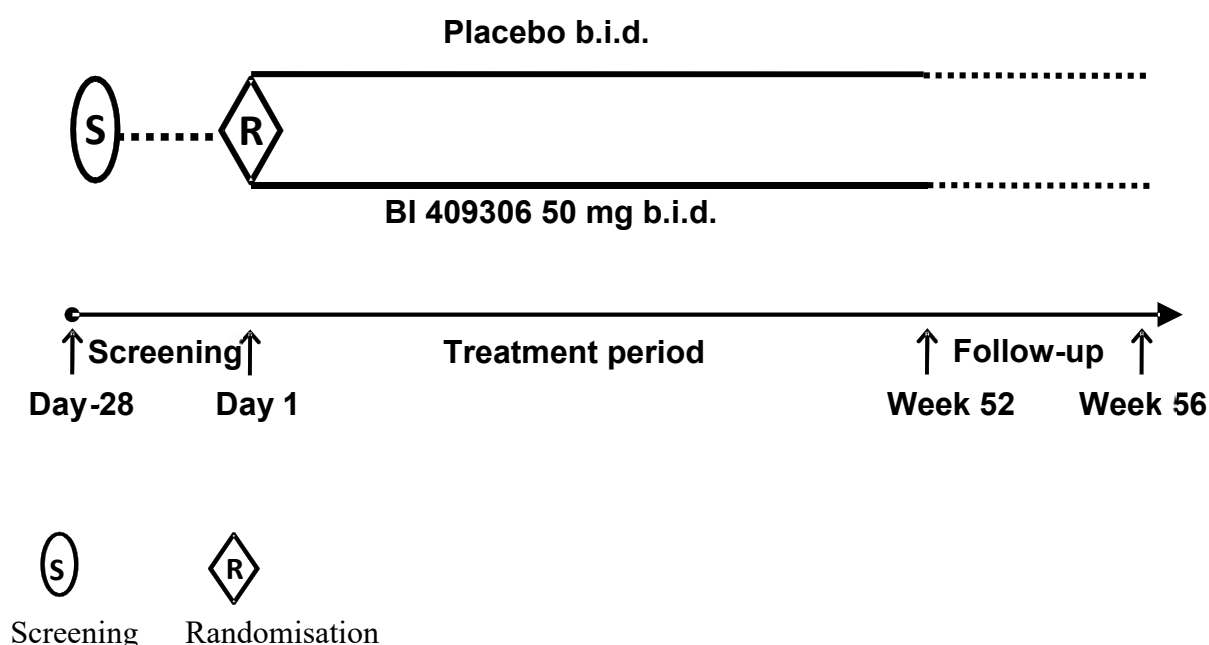 Placebo b.i.d.
S
R
BI 409306 50 mg b.i.d.
Screening Treatment period Follow-up
Day-28 Day 1 Week 52 Week 56
S R
Screening Randomisation